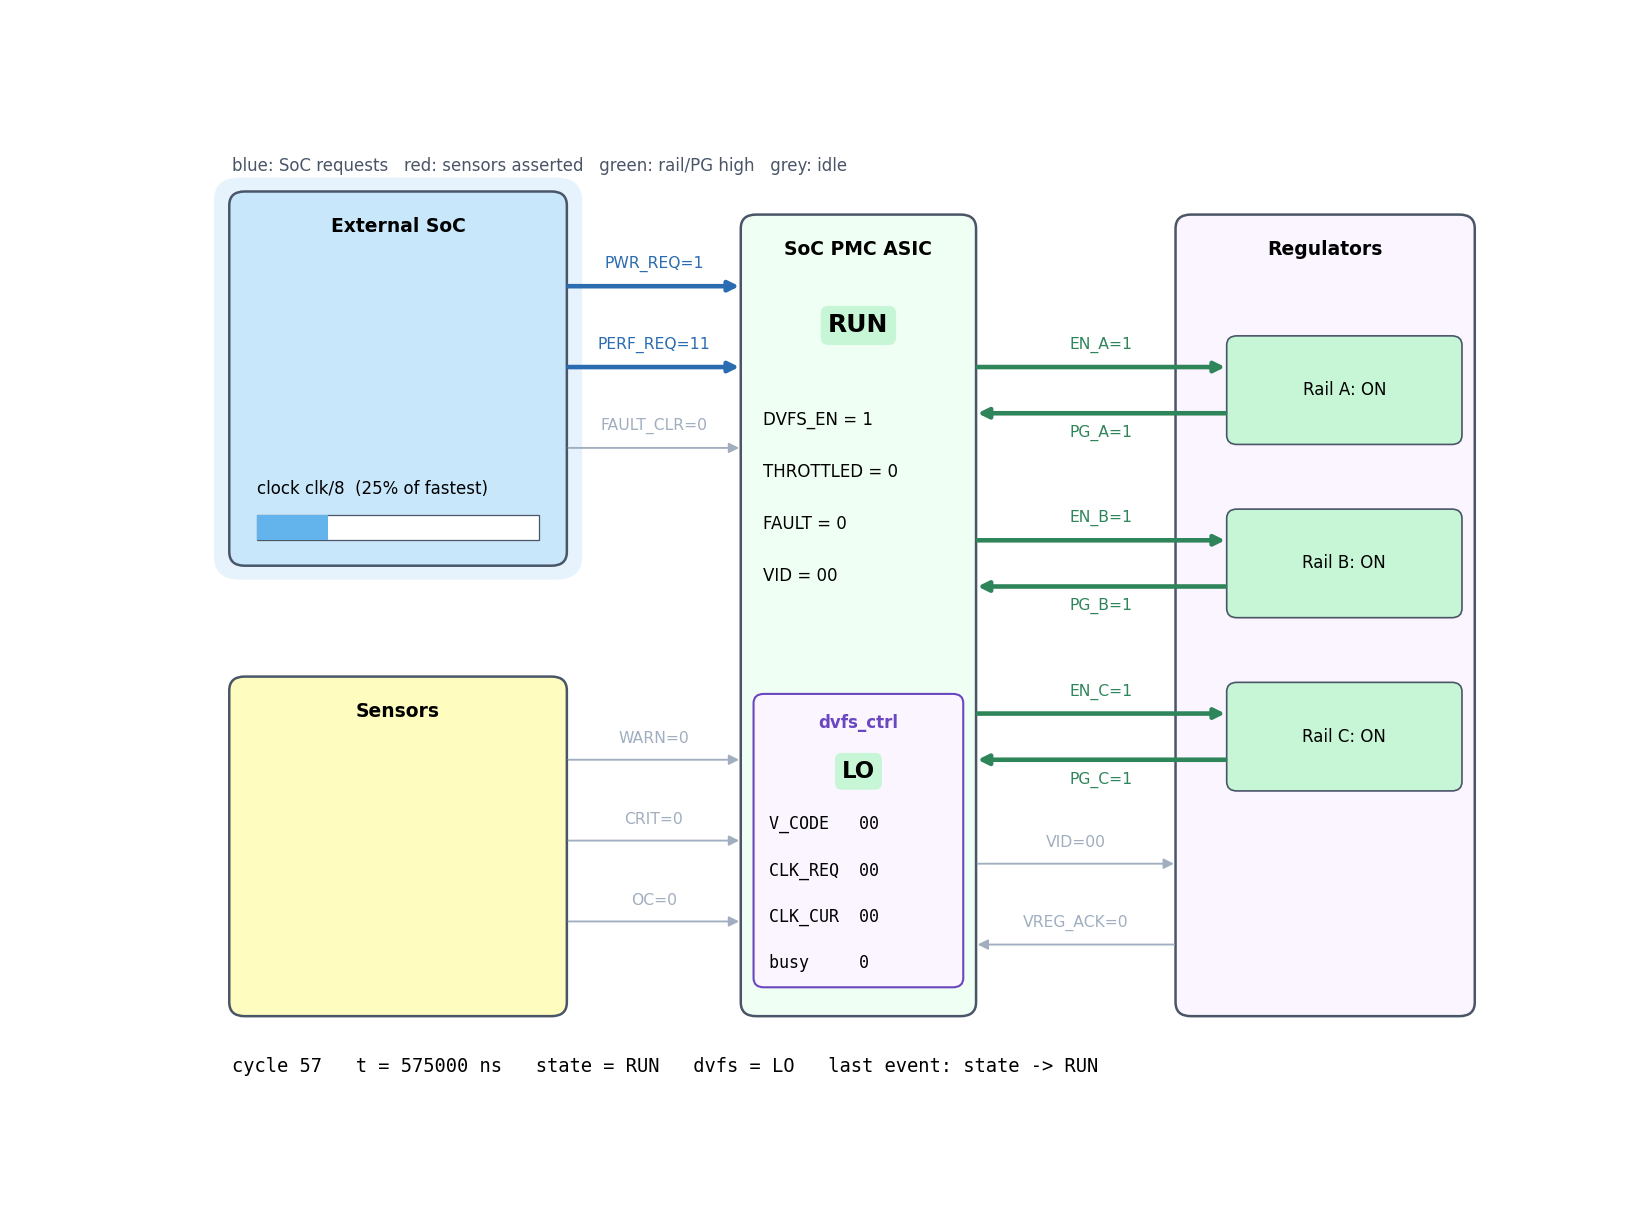 blue: SoC requests   red: sensors asserted   green: rail/PG high   grey: idle
External SoC
clock clk/8  (25% of fastest)
PWR_REQ=1
PERF_REQ=11
FAULT_CLR=0
Sensors
WARN=0
CRIT=0
OC=0
SoC PMC ASIC
RUN
DVFS_EN = 1
THROTTLED = 0
FAULT = 0
VID = 00
dvfs_ctrl
LO
V_CODE   00
CLK_REQ  00
CLK_CUR  00
busy     0
EN_A=1
PG_A=1
EN_B=1
PG_B=1
EN_C=1
PG_C=1
VID=00
VREG_ACK=0
Regulators
Rail A: ON
Rail B: ON
Rail C: ON
cycle 57   t = 575000 ns   state = RUN   dvfs = LO   last event: state -> RUN